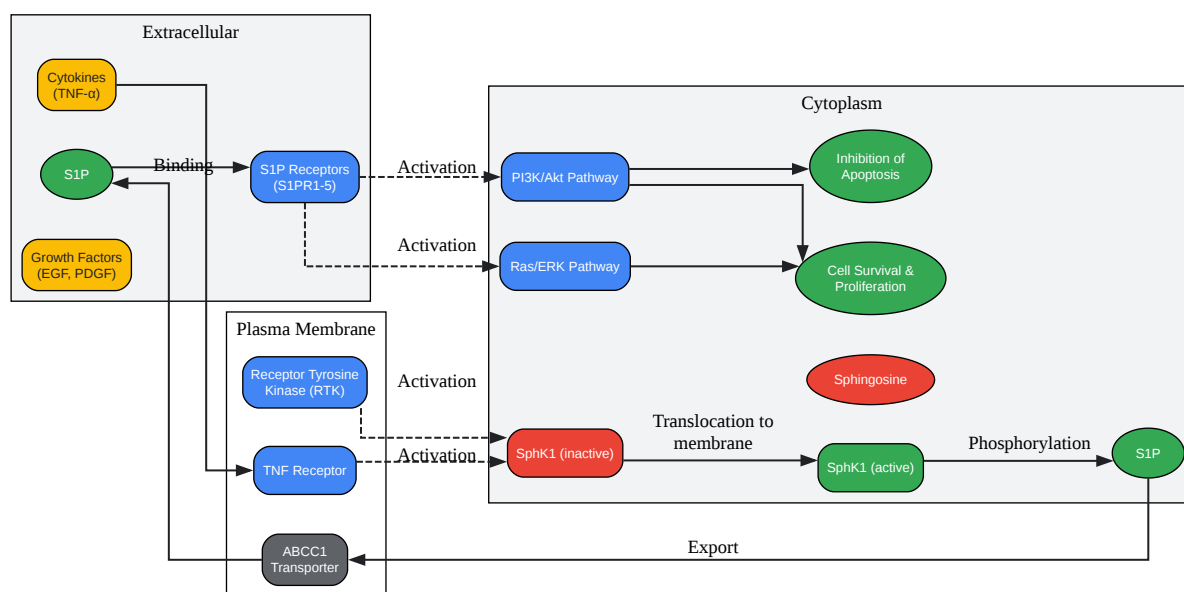 Extracellular
Cytokines
(TNF-α)
S1P
Binding
S1P Receptors
(S1PR1-5)
Growth Factors
(EGF, PDGF)
Activation
Activation
Cytoplasm
PI3K/Akt Pathway
Inhibition of
Apoptosis
Ras/ERK Pathway
Cell Survival &
Proliferation
Plasma Membrane
Receptor Tyrosine
Kinase (RTK)
Activation
Sphingosine
TNF Receptor
Activation
SphK1 (inactive)
Translocation to
membrane
SphK1 (active)
Phosphorylation
S1P
ABCC1
Transporter
Export